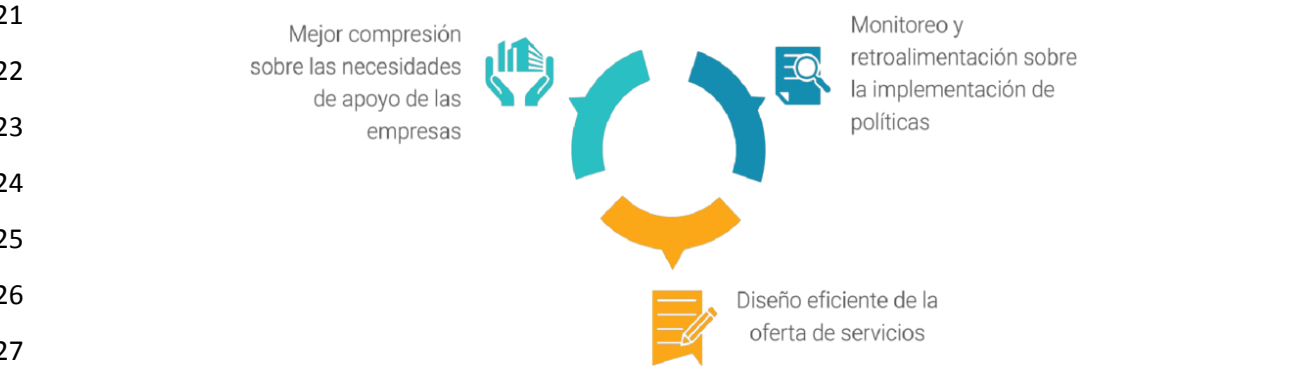 21
22
23
24
25
26
27
Mejor compresión
sobre las necesidades
de apoyo de las
empresas
Monitoreo y
retroalimentación sobre
la implementación de
políticas
Diseño eficiente de la
oferta de servicios